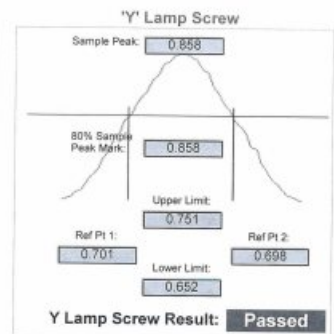 'Y' Lamp Screw
Sample Peak: 0.858
80% Sample
Peak Mark: 0.858
Upper Limit:
0.751
Ref Pt 1: Ref Pt 2:
0.701 0.698
Lower Limit:
0.652
Y Lamp Screw Result: Passed